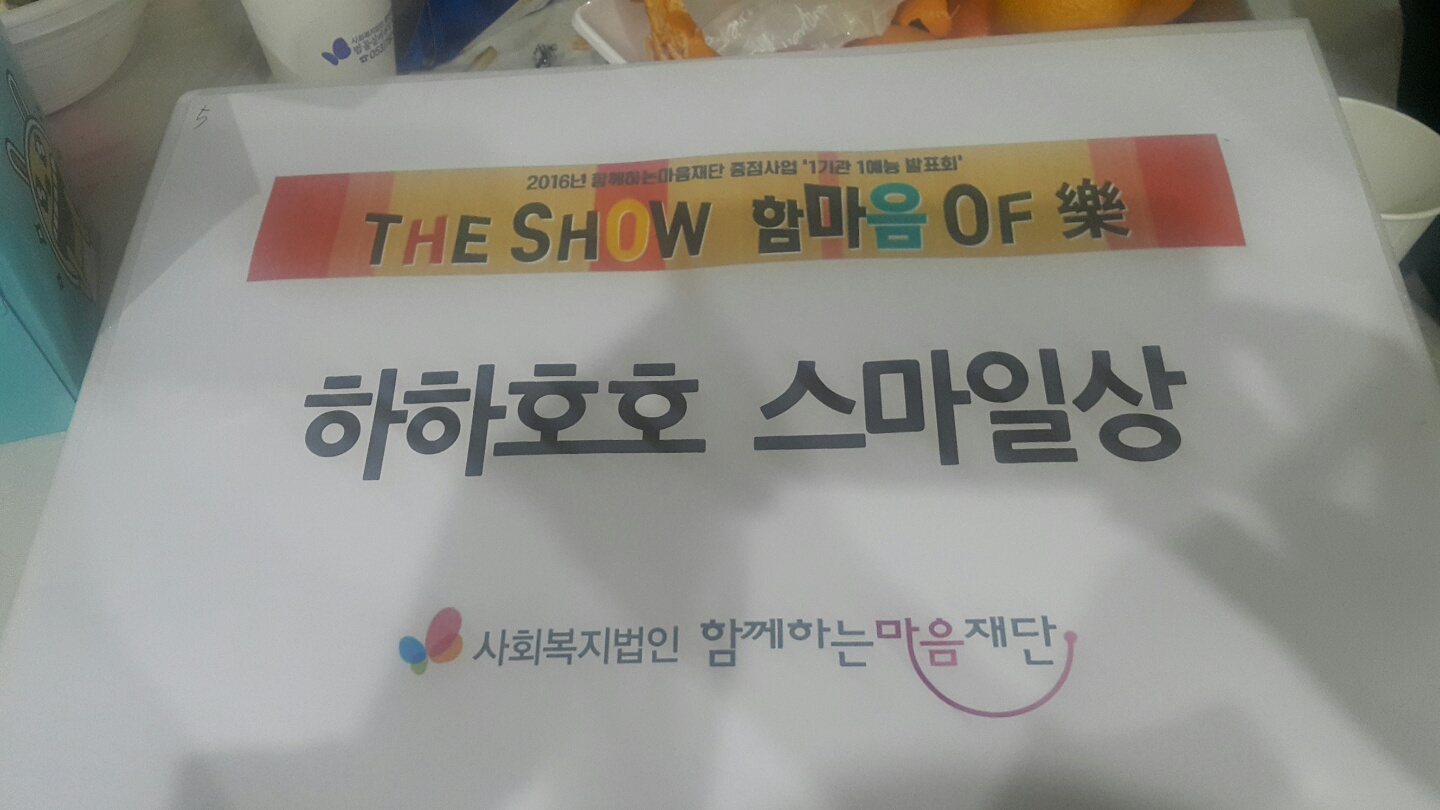 5
2016년 함께하는마음재단 중점사업 '1기관 1예능 발표회'
THE SHOW 함마음 OF 樂
하하호호 스마일상
사회복지법인 함께하는마음재단